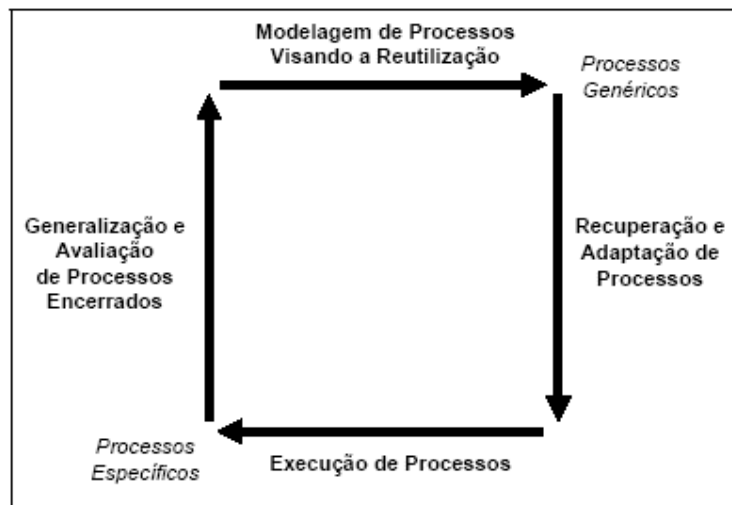 Modelagem de Processos
Visando a Reutilização
Processos
Genéricos
Generalização e
Avaliação
de Processos
Encerrados
Recuperação e
Adaptação de
Processos
Processos
Específicos
Execução de Processos